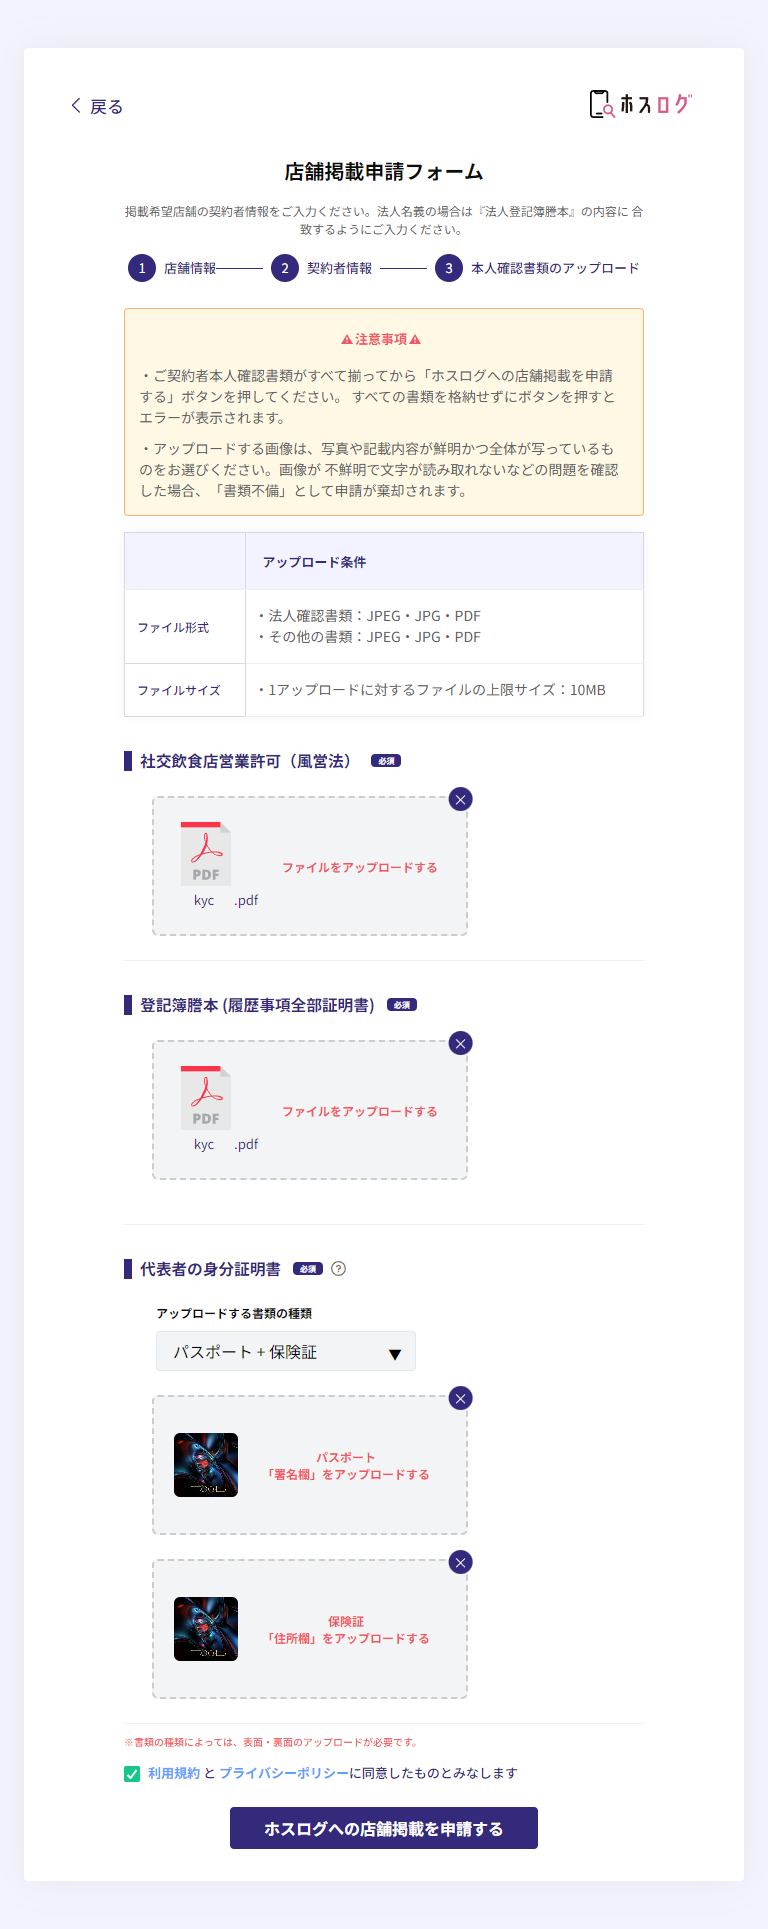 戻る
ホスログ
店舗掲載申請フォーム
掲載希望店舗の契約者情報をご入力ください。法人名義の場合は『法人登記簿謄本』の内容に 合
致するようにご入力ください。
1 店舗情報 2 契約者情報 3 本人確認書類のアップロード
注意事項
・ご契約者本人確認書類がすべて揃ってから「ホスログへの店舗掲載を申請
する」ボタンを押してください。 すべての書類を格納せずにボタンを押すと
エラーが表示されます。
・アップロードする画像は、写真や記載内容が鮮明かつ全体が写っているも
のをお選びください。画像が 不鮮明で文字が読み取れないなどの問題を確認
した場合、「書類不備」として申請が棄却されます。
アップロード条件
ファイル形式
・法人確認書類：JPEG・JPG・PDF
・その他の書類：JPEG・JPG・PDF
ファイルサイズ
・1アップロードに対するファイルの上限サイズ：10MB
社交飲食店営業許可（風営法） 必須
PDF
ファイルをアップロードする
kyc .pdf
登記簿謄本 (履歴事項全部証明書) 必須
PDF
ファイルをアップロードする
kyc .pdf
代表者の身分証明書 必須 ?
アップロードする書類の種類
パスポート + 保険証 ▼
パスポート
「署名欄」をアップロードする
保険証
「住所欄」をアップロードする
※書類の種類によっては、表面・裏面のアップロードが必要です。
利用規約 と プライバシーポリシーに同意したものとみなします
ホスログへの店舗掲載を申請する